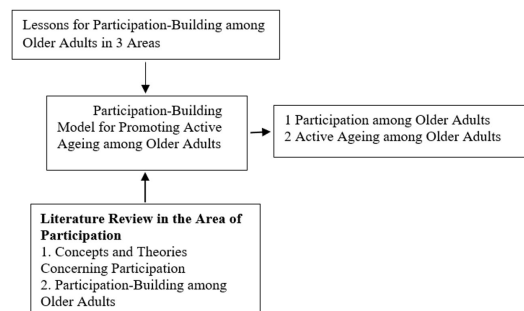 Lessons for Participation-Building among
Older Adults in 3 Areas
Participation-Building
Model for Promoting Active
Ageing among Older Adults
1 Participation among Older Adults
2 Active Ageing among Older Adults
Literature Review in the Area of
Participation
1. Concepts and Theories
Concerning Participation
2. Participation-Building among
Older Adults